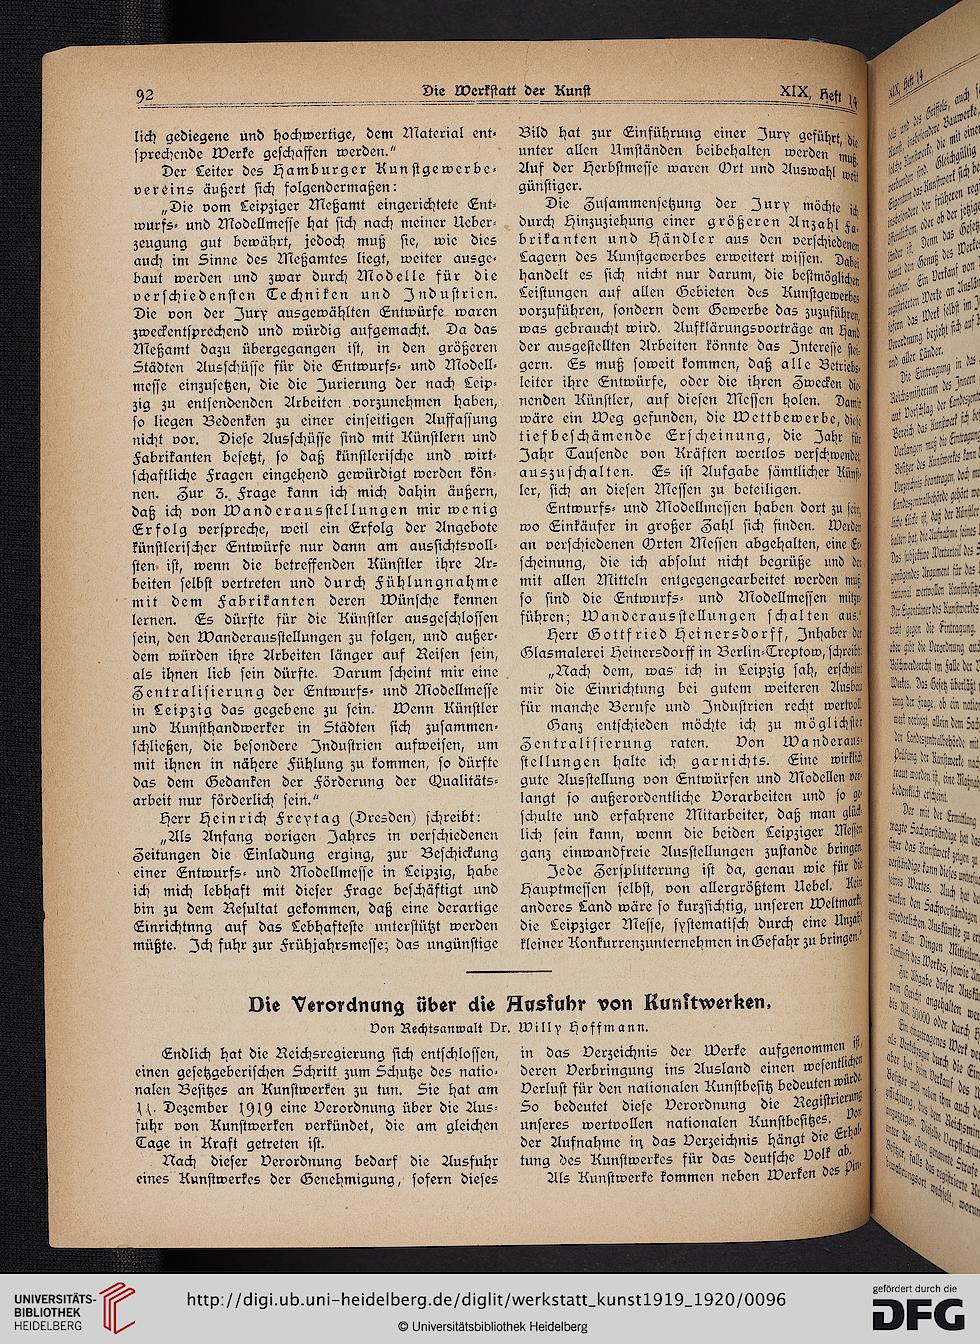 92
Die Werkstatt der Kunst
XIX, Heft 14
lich gediegene und hochwertige, dem Material ent-
sprechende Werke geschaffen werden."
Der Leiter des Hamburger Kunstgewerbe-
vereins äußert sich folgendermaßen:
„Die vom Leipziger Meßamt eingerichtete Ent-
wurfs- und Modellmesse hat sich nach meiner Ueber-
zeugung gut bewährt, jedoch muß sie, wie dies
auch im Sinne des Meßamtes liegt, weiter ausge-
baut werden und zwar durch Modelle für die
verschiedensten Techniken und Industrien.
Die von der Jury ausgewählten Entwürfe waren
zweckentsprechend und würdig aufgemacht. Da das
Meßamt dazu übergegangen ist, in den größeren
Städten Ausschüsse für die Entwurfs- und Modell-
messe einzusetzen, die die Jurierung der nach Leip-
zig zu entsendenden Arbeiten vorzunehmen haben,
so liegen Bedenken zu einer einseitigen Auffassung
nicht vor. Diese Ausschüsse sind mit Künstlern und
Fabrikanten besetzt, so daß künstlerische und wirt-
schaftliche Fragen eingehend gewürdigt werden kön-
nen. Zur 3. Frage kann ich mich dahin äußern,
daß ich von Wanderausstellungen mir wenig
Erfolg verspreche, weil ein Erfolg der Angebote
künstlerischer Entwürfe nur dann am aussichtsvoll-
sten ist, wenn die betreffenden Künstler ihre Ar-
beiten selbst vertreten und durch Fühlungnahme
mit dem Fabrikanten deren Wünsche kennen
lernen. Es dürfte für die Künstler ausgeschlossen
sein, den Wanderausstellungen zu folgen, und außer-
dem würden ihre Arbeiten länger auf Reisen sein,
als ihnen lieb sein dürfte. Darum scheint mir eine
Zentralisierung der Entwurfs- und Modellmesse
in Leipzig das gegebene zu sein. Wenn Künstler
und Kunsthandwerker in Städten sich zusammen-
schließen, die besondere Industrien aufweisen, um
mit ihnen in nähere Fühlung zu kommen, so dürfte
das dem Gedanken der Förderung der Qualitäts-
arbeit nur förderlich sein."
Herr Heinrich Freytag (Dresden) schreibt:
„Als Anfang vorigen Jahres in verschiedenen
Zeitungen die Einladung erging, zur Beschickung
einer Entwurfs- und Modellmesse in Leipzig, habe
ich mich lebhaft mit dieser Frage beschäftigt und
bin zu dem Resultat gekommen, daß eine derartige
Einrichtung auf das Lebhafteste unterstützt werden
müßte. Ich fuhr zur Frühjahrsmesse; das ungünstige
Bild hat zur Einführung einer Jury geführt, die
unter allen Umständen beibehalten werden muß.
Auf der Herbstmesse waren Ort und Auswahl weit
günstiger.
Die Zusammensetzung der Jury möchte ich
durch Hinzuziehung einer größeren Anzahl Fa-
brikanten und Händler aus den verschiedenen
Lagern des Kunstgewerbes erweitert wissen. Dabei
handelt es sich nicht nur darum, die bestmöglichen
Leistungen auf allen Gebieten des Kunstgewerbes
vorzuführen, sondern dem Gewerbe das zuzuführen,
was gebraucht wird. Aufklärungsvorträge an Hand
der ausgestellten Arbeiten könnte das Interesse stei-
gern. Es muß soweit kommen, daß alle Betriebs-
leiter ihre Entwürfe, oder die ihren Zwecken die-
nenden Künstler, auf diesen Messen holen. Damit
wäre ein Weg gefunden, die Wettbewerbe, diese
tiefbeschämende Erscheinung, die Jahr für
Jahr Tausende von Kräften wertlos verschwendet,
auszuschalten. Es ist Aufgabe sämtlicher Künst-
ler, sich an diesen Messen zu beteiligen.
Entwurfs- und Modellmessen haben dort zu sein,
wo Einkäufer in großer Zahl sich finden. Werden
an verschiedenen Orten Messen abgehalten, eine Er-
scheinung, die ich absolut nicht begrüße und der
mit allen Mitteln entgegengearbeitet werden muß,
so sind die Entwurfs- und Modellmessen mitzu-
führen; Wanderausstellungen schalten aus."
Herr Gottfried Heinersdorff, Inhaber der
Glasmalerei Heinersdorff in Berlin-Treptow, schreibt:
„Nach dem, was ich in Leipzig sah, erscheint
mir die Einrichtung bei gutem weiteren Ausbau
für manche Berufe und Industrien recht wertvoll.
Ganz entschieden möchte ich zu möglichster
Zentralisierung raten. Von Wanderaus-
stellungen halte ich garnichts. Eine wirklich
gute Ausstellung von Entwürfen und Modellen ver-
langt so außerordentliche Vorarbeiten und so ge-
schulte und erfahrene Mitarbeiter, daß man glück-
lich sein kann, wenn die beiden Leipziger Messen
ganz einwandfreie Ausstellungen zustande bringen.
Jede Zersplitterung ist da, genau wie für die
Hauptmessen selbst, von allergrößtem Uebel. Kein
anderes Land wäre so kurzsichtig, unseren Weltmarkt,
die Leipziger Messe, systematisch durch eine Unzahl
kleiner Konkurrenzunternehmen in Gefahr zu bringen."
Die Verordnung über die Ausfuhr von Kunstwerken.
Von Rechtsanwalt Dr. Willy Hoffmann.
Endlich hat die Reichsregierung sich entschlossen,
einen gesetzgeberischen Schritt zum Schutze des natio-
nalen Besitzes an Kunstwerken zu tun. Sie hat am
11. Dezember 1919 eine Verordnung über die Aus-
fuhr von Kunstwerken verkündet, die am gleichen
Tage in Kraft getreten ist.
Nach dieser Verordnung bedarf die Ausfuhr
eines Kunstwerkes der Genehmigung, sofern dieses
in das Verzeichnis der Werke aufgenommen ist,
deren Verbringung ins Ausland einen wesentlichen
Verlust für den nationalen Kunstbesitz bedeuten würde.
So bedeutet diese Verordnung die Registrierung
unseres wertvollen nationalen Kunstbesitzes. Von
der Aufnahme in das Verzeichnis hängt die Erhal-
tung des Kunstwerkes für das deutsche Volk ab.
Als Kunstwerke kommen neben Werken des Pin-
UNIVERSITÄTS-
BIBLIOTHEK
HEIDELBERG
http://digi.ub.uni-heidelberg.de/diglit/werkstatt_kunst1919_1920/0096
© Universitätsbibliothek Heidelberg
gefördert durch die
DFG